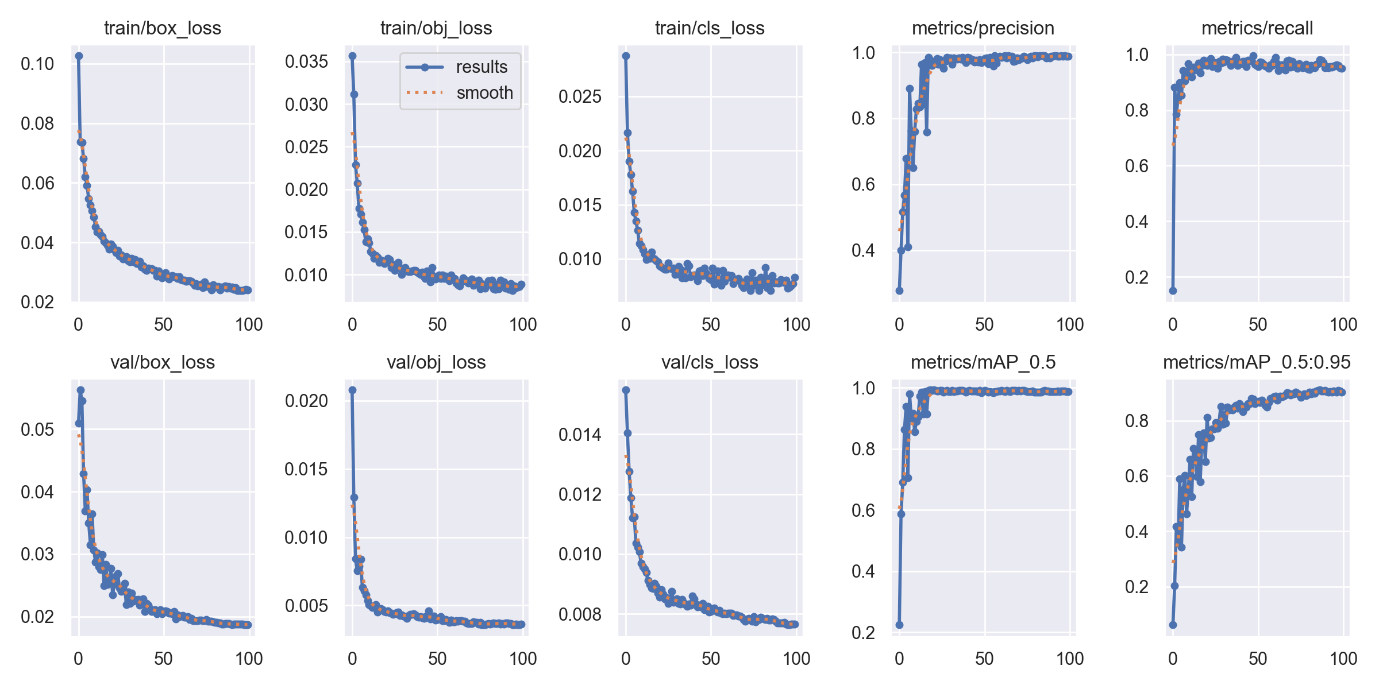 train/box_loss
0.10
0.08
0.06
0.04
0.02
0 50 100
train/obj_loss
results
smooth
0.035
0.030
0.025
0.020
0.015
0.010
0 50 100
train/cls_loss
0.025
0.020
0.015
0.010
0 50 100
metrics/precision
1.0
0.8
0.6
0.4
0 50 100
metrics/recall
1.0
0.8
0.6
0.4
0.2
0 50 100
val/box_loss
0.05
0.04
0.03
0.02
0 50 100
val/obj_loss
0.020
0.015
0.010
0.005
0 50 100
val/cls_loss
0.014
0.012
0.010
0.008
0 50 100
metrics/mAP_0.5
1.0
0.8
0.6
0.4
0.2
0 50 100
metrics/mAP_0.5:0.95
0.8
0.6
0.4
0.2
0 50 100